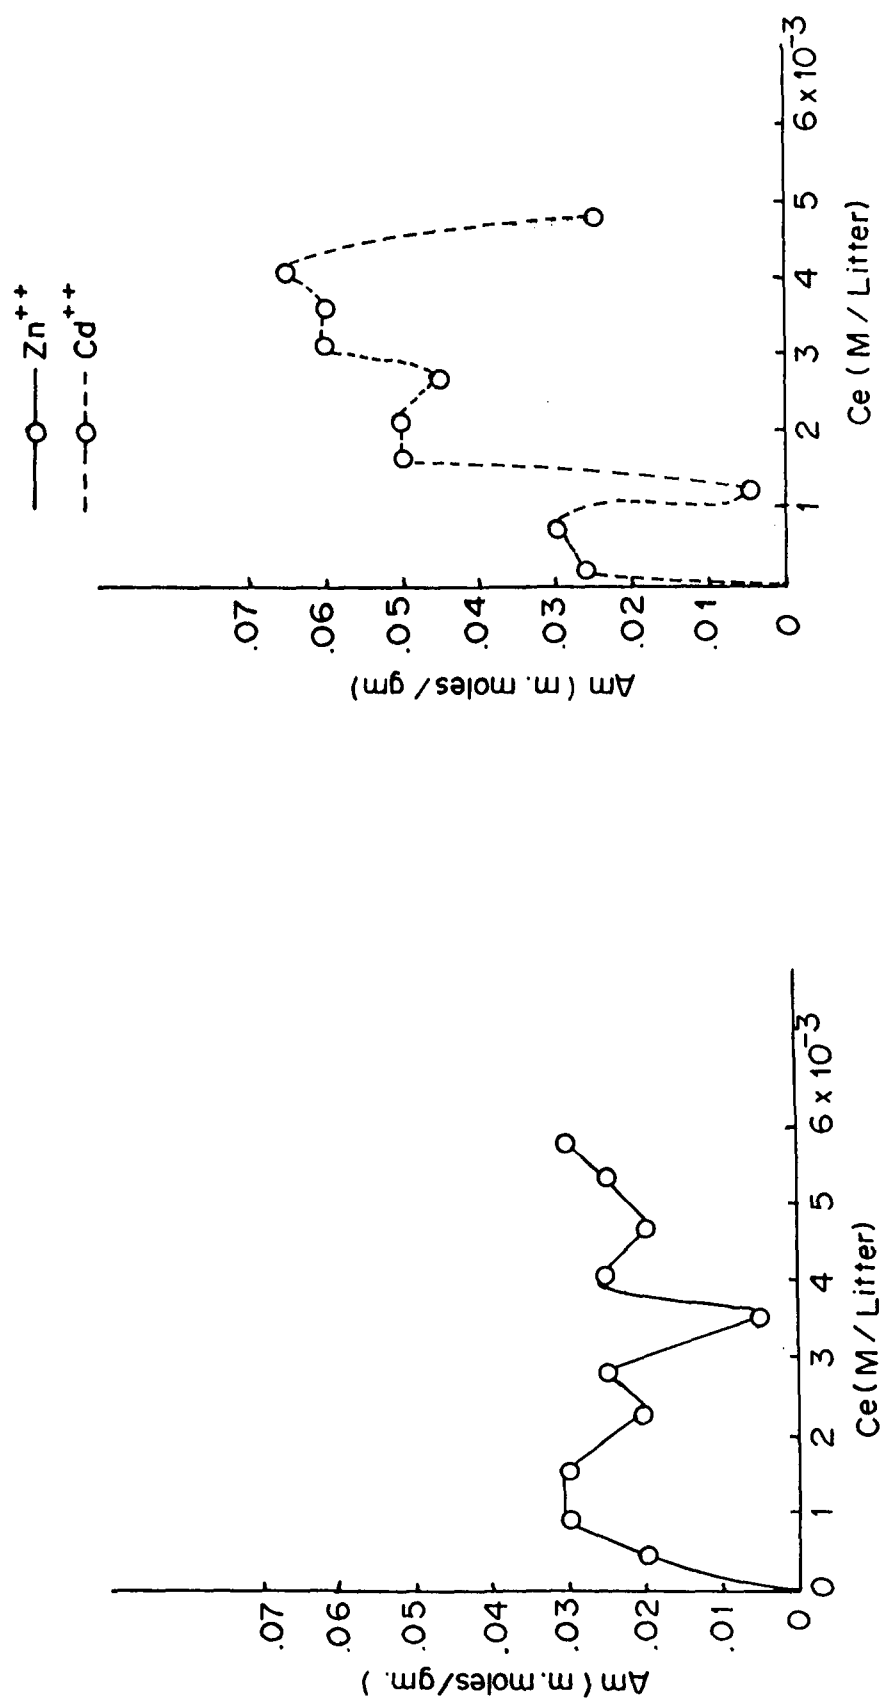 Zn++
Cd++
Am ( m. moles / gm.)
.07
.06
.05
.04
.03
.02
.01
0
0 1 2 3 4 5 6 x 10-3
Ce ( M / Litter)
Am ( m. moles / gm)
.07
.06
.05
.04
.03
.02
.01
0
1 2 3 4 5 6 x 10-3
Ce ( M / Litter)